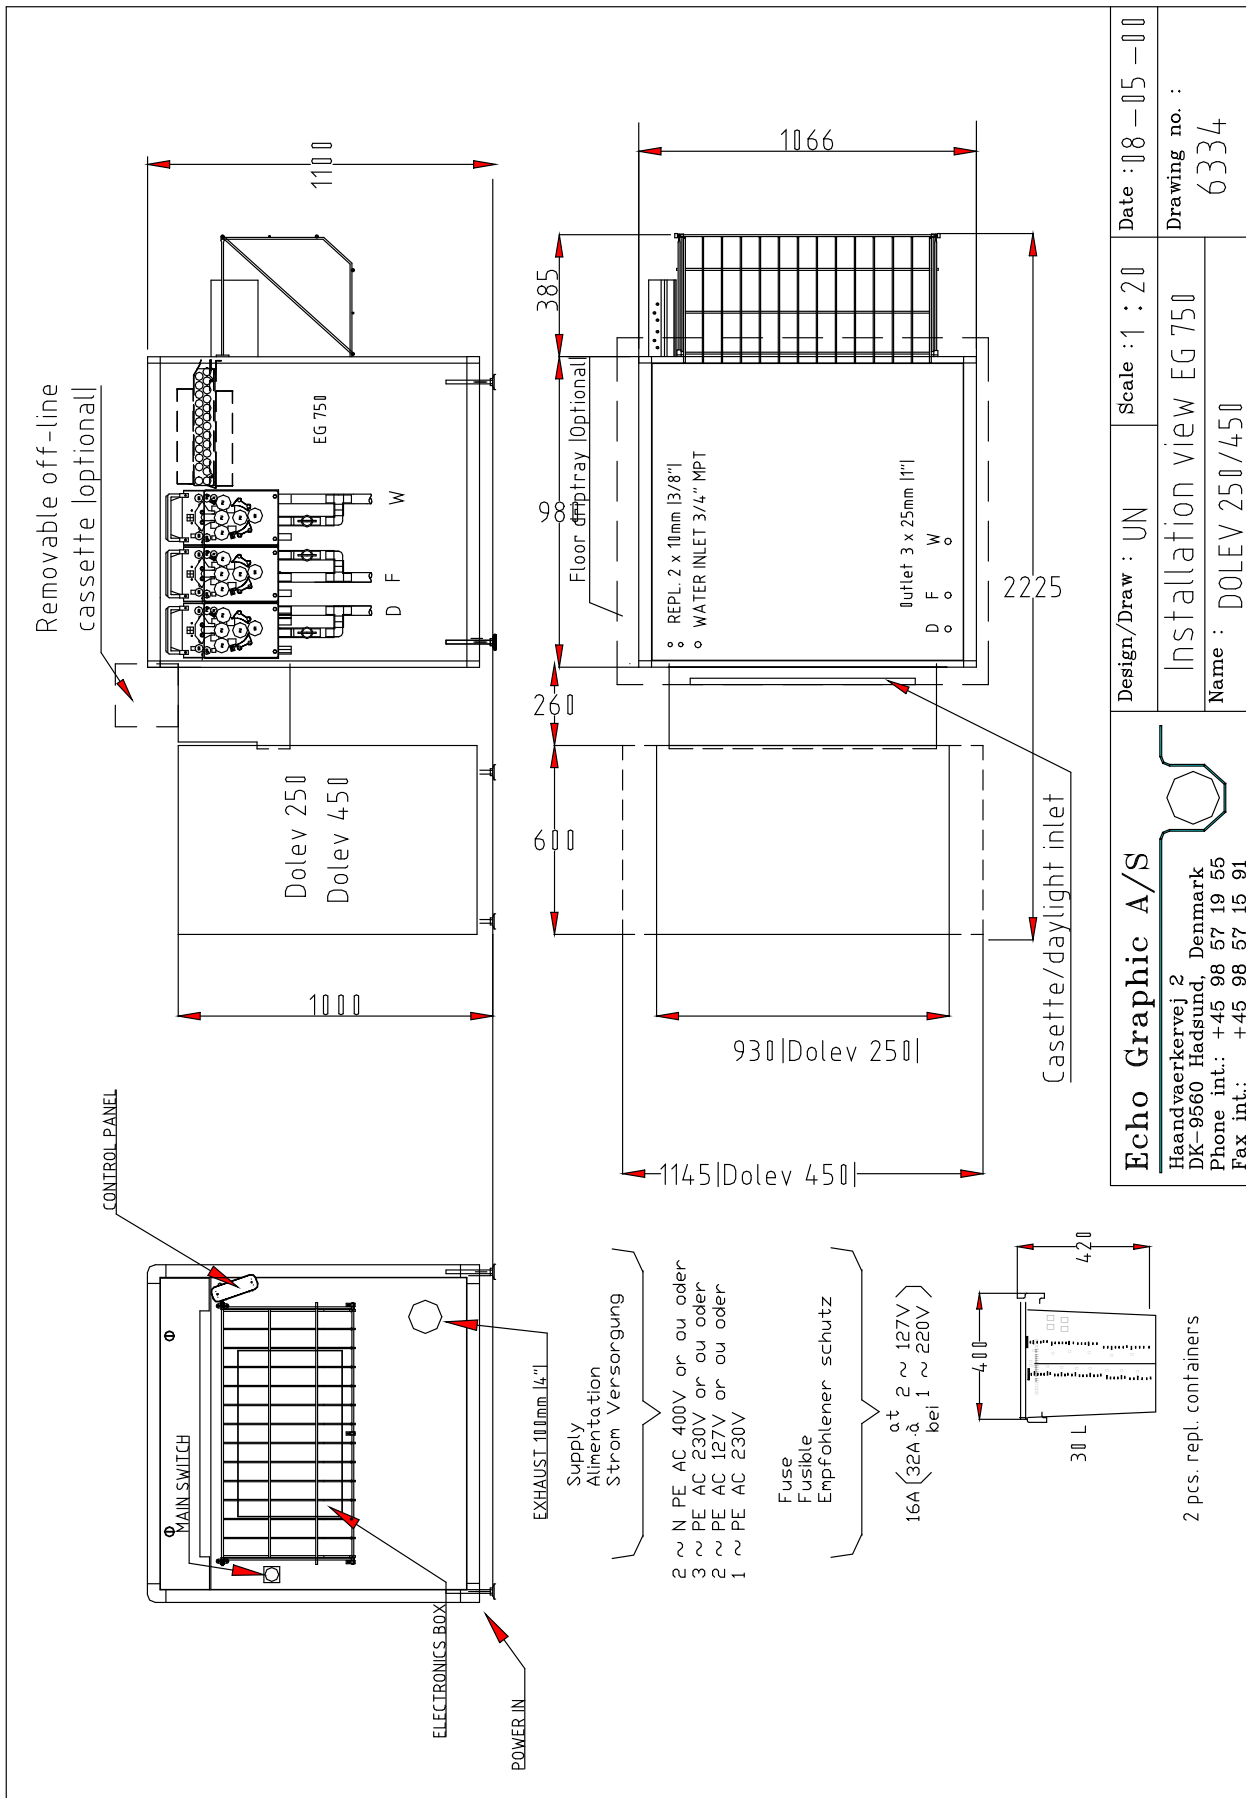 Removable off-line
cassette (optional)
1100
EG 750
D F W
Dolev 250
Dolev 450
1000
CONTROL PANEL
MAIN SWITCH
ELECTRONICS BOX
POWER IN
EXHAUST 100mm (4")
385
Floor driptray (Optional)
260
600
1066
REPL. 2 x 10mm (3/8")
WATER INLET 3/4" MPT
Outlet 3 x 25mm (1")
D F W
2225
930(Dolev 250)
1145(Dolev 450)
Casette/daylight inlet
Supply
Alimentation
Strom Versorgung
2 ~ N PE AC 400V or ou oder
3 ~ PE AC 230V or ou oder
2 ~ PE AC 127V or ou oder
1 ~ PE AC 230V
Fuse
Fusible
Empfohlener schutz
16A (32A à at bei 2 ~ 127V 1 ~ 220V)
400
420
30 L
2 pcs. repl. containers
Echo Graphic A/S
Haandvaerkervej 2
DK-9560 Hadsund, Denmark
Phone int.: +45 98 57 19 55
Fax int.: +45 98 57 15 91
Design/Draw : UN
Scale : 1 : 20
Date : 08-05-00
Installation view EG 750
Drawing no. :
6334
Name : DOLEV 250/450